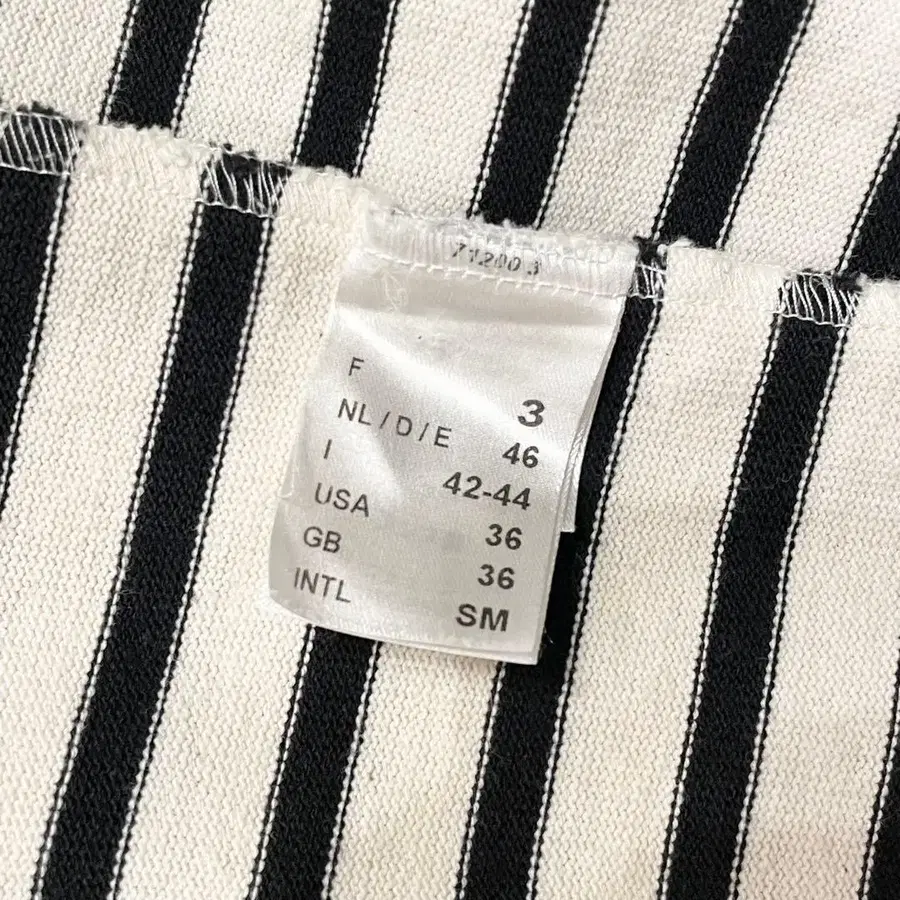 F 3
NL / D / E 46
I 42-44
USA 36
GB 36
INTL SM